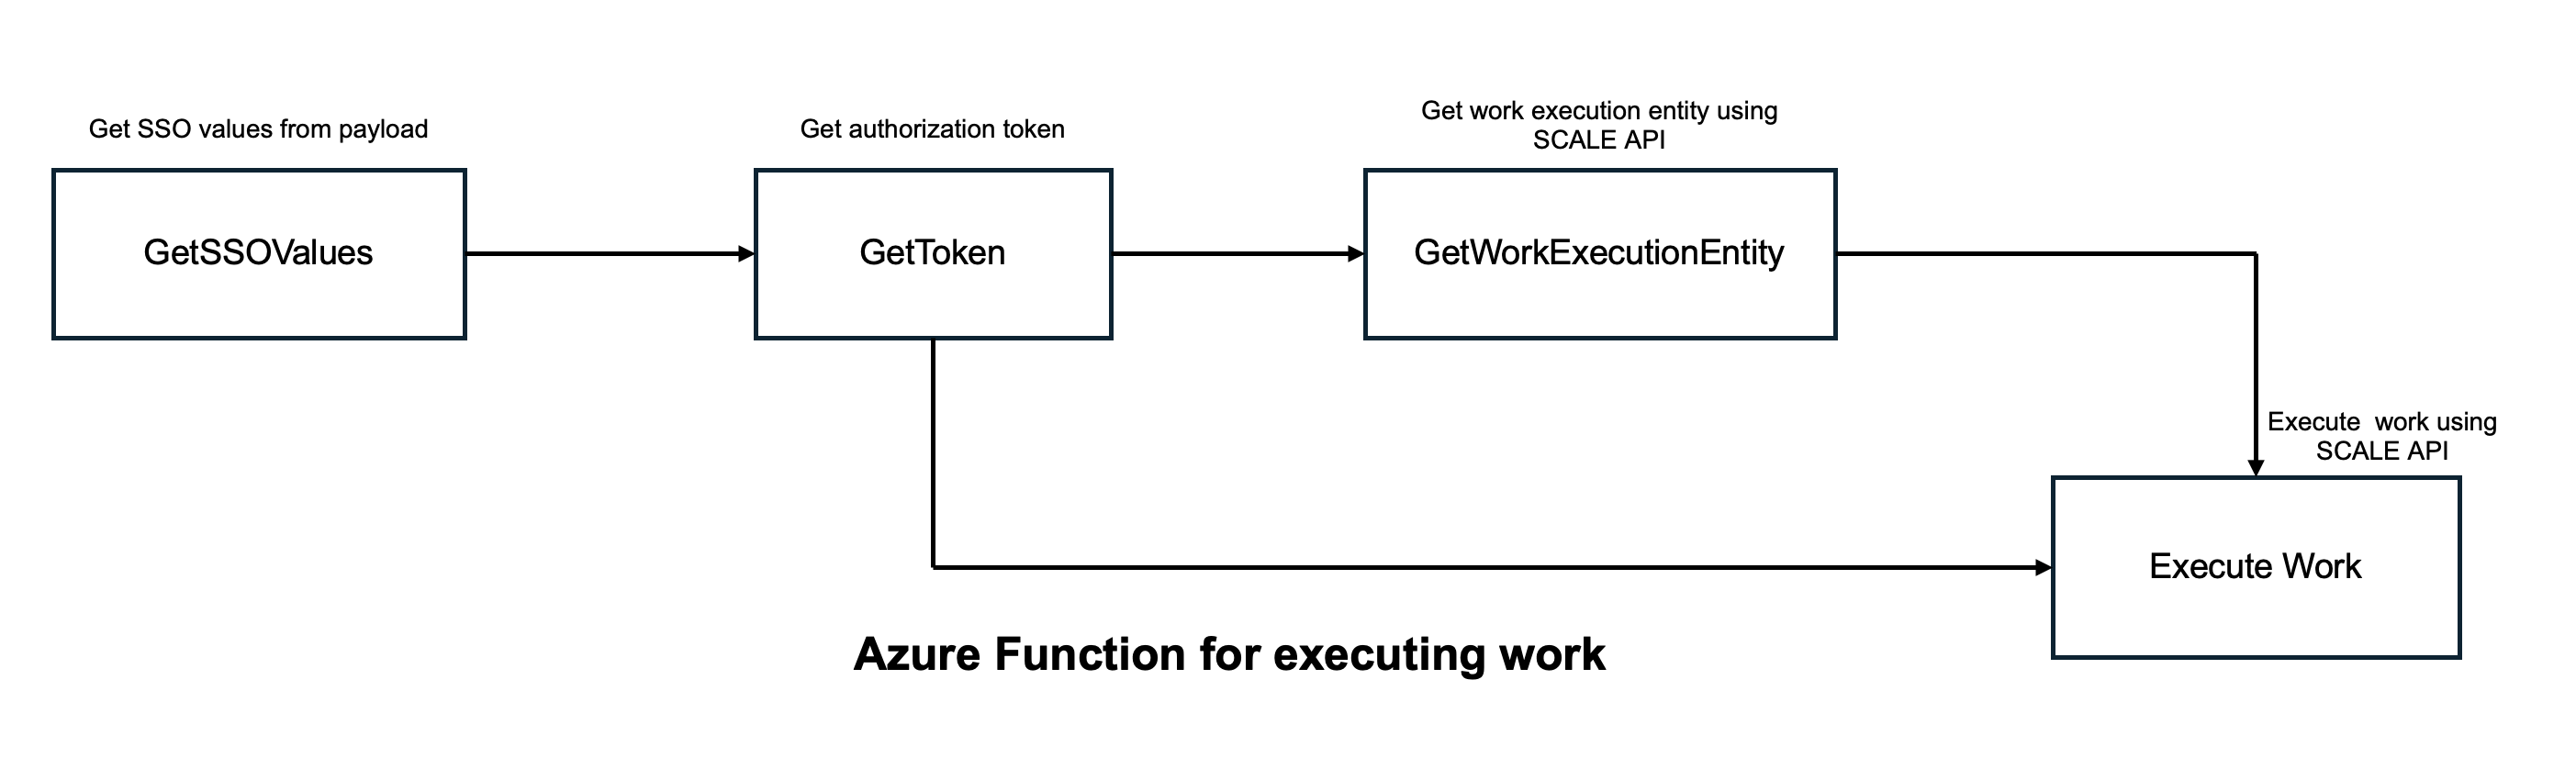 Get SSO values from payload
Get authorization token
Get work execution entity using
SCALE API
GetSSOValues
GetToken
GetWorkExecutionEntity
Execute  work using
SCALE API
Execute Work
Azure Function for executing work